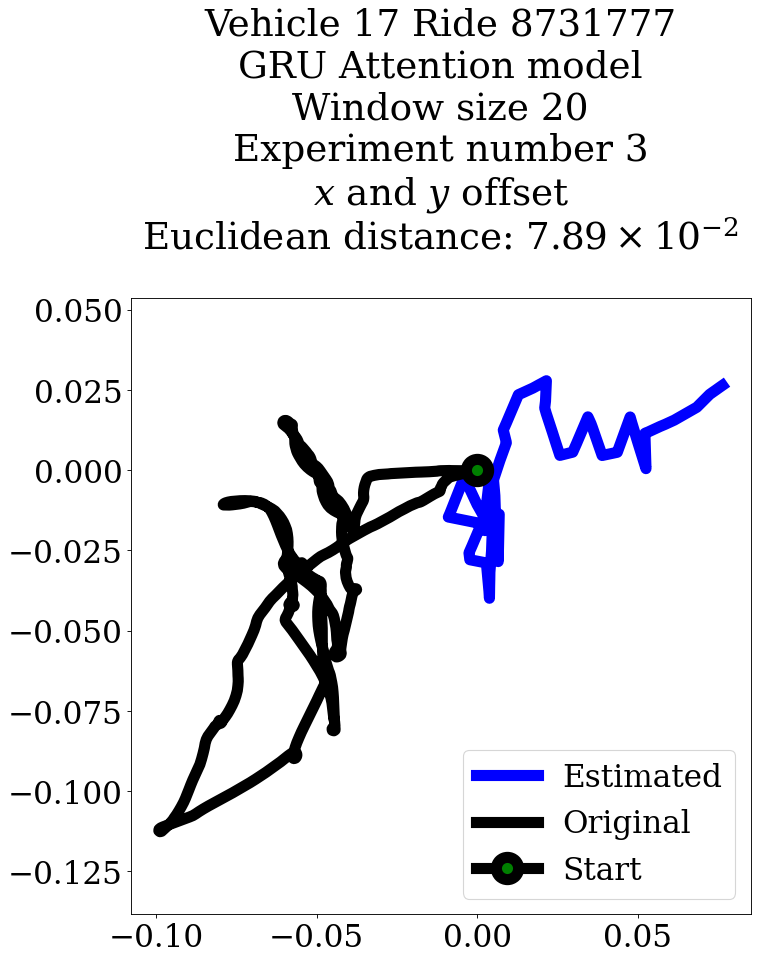 Vehicle 17 Ride 8731777
GRU Attention model
Window size 20
Experiment number 3
x and y offset
Euclidean distance: 7.89 × 10⁻²
0.050
0.025
0.000
−0.025
−0.050
−0.075
−0.100
−0.125
Estimated
Original
Start
−0.10
−0.05
0.00
0.05